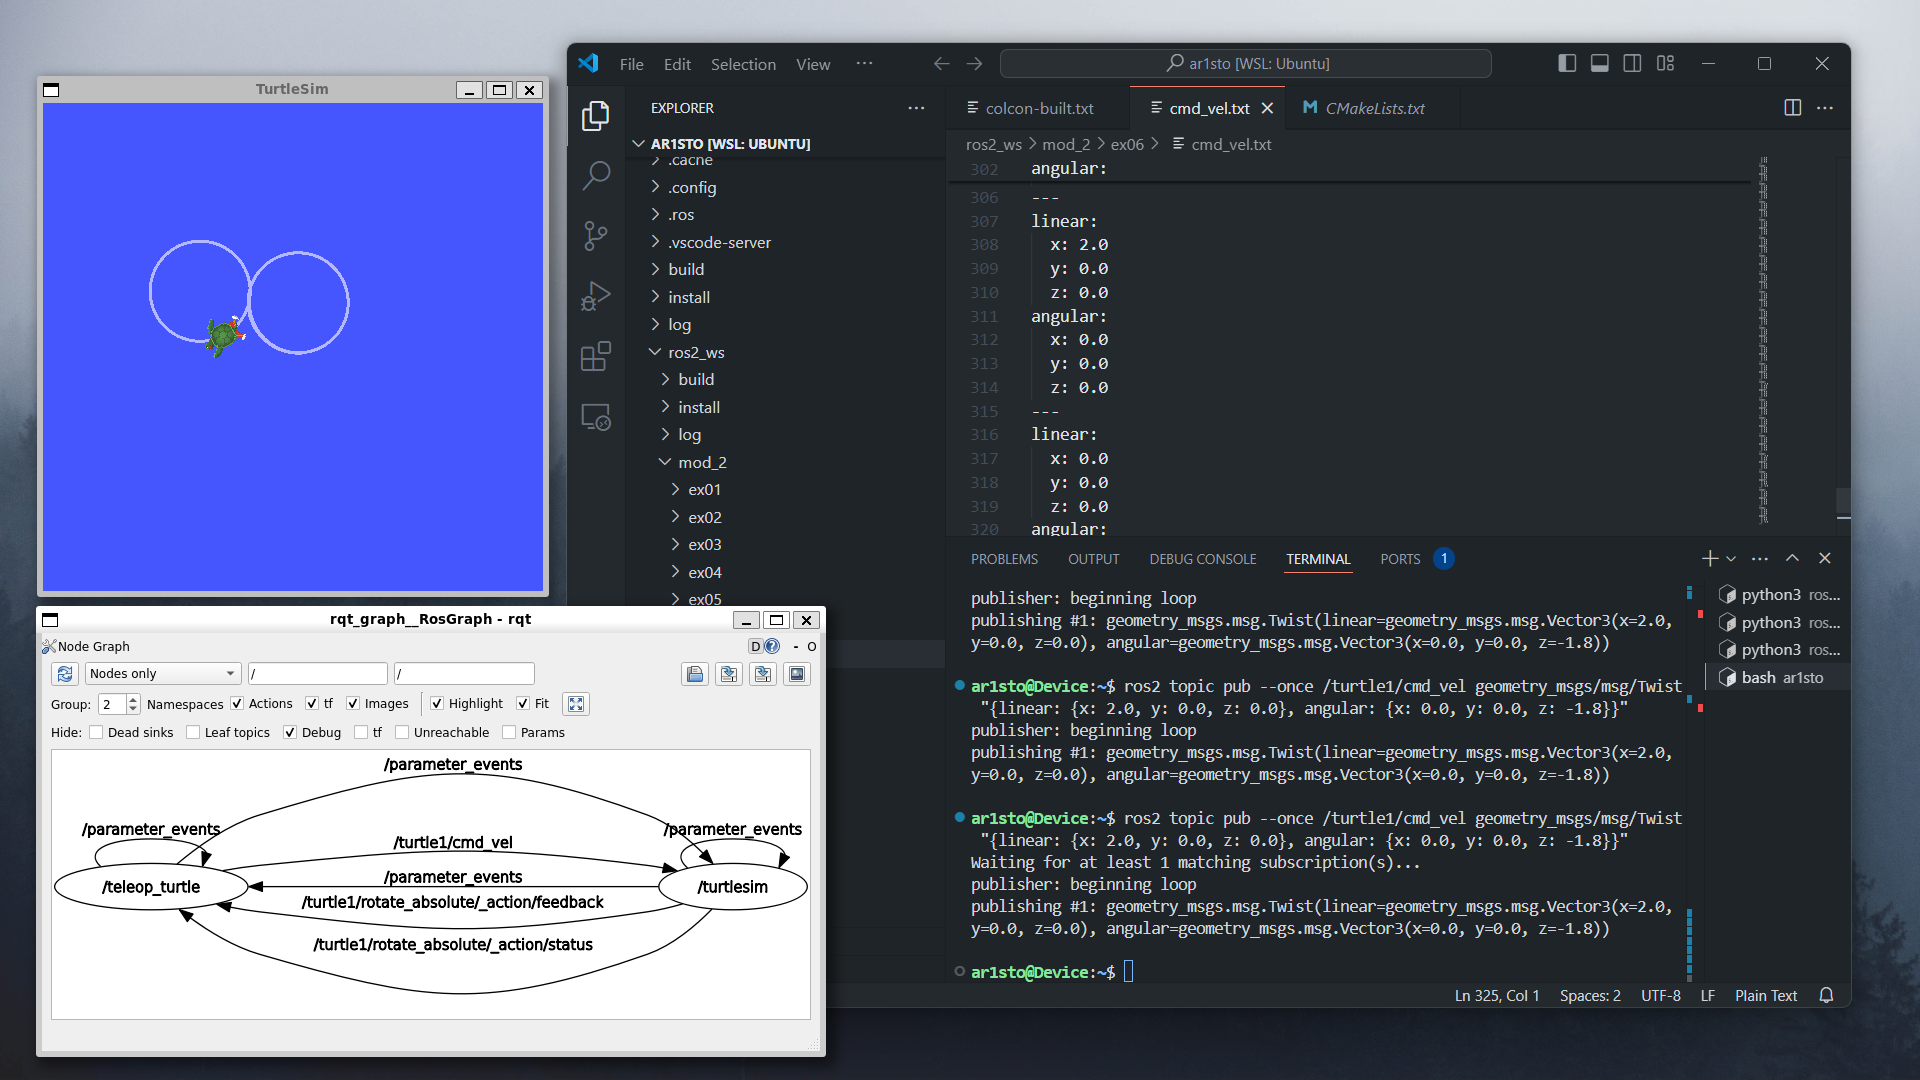 TurtleSim
File Edit Selection View ···
ar1sto [WSL: Ubuntu]
EXPLORER
AR1STO [WSL: UBUNTU]
.cache
.config
.ros
.vscode-server
build
install
log
ros2_ws
build
install
log
mod_2
ex01
ex02
ex03
ex04
ex05
colcon-built.txt
cmd_vel.txt
M CMakeLists.txt
ros2_ws > mod_2 > ex06 > cmd_vel.txt
302 angular:
306 ---
307 linear:
308 x: 2.0
309 y: 0.0
310 z: 0.0
311 angular:
312 x: 0.0
313 y: 0.0
314 z: 0.0
315 ---
316 linear:
317 x: 0.0
318 y: 0.0
319 z: 0.0
320 angular:
PROBLEMS OUTPUT DEBUG CONSOLE TERMINAL PORTS 1
publisher: beginning loop
publishing #1: geometry_msgs.msg.Twist(linear=geometry_msgs.msg.Vector3(x=2.0,
y=0.0, z=0.0), angular=geometry_msgs.msg.Vector3(x=0.0, y=0.0, z=-1.8))
ar1sto@Device:~$ ros2 topic pub --once /turtle1/cmd_vel geometry_msgs/msg/Twist
"{linear: {x: 2.0, y: 0.0, z: 0.0}, angular: {x: 0.0, y: 0.0, z: -1.8}}"
publisher: beginning loop
publishing #1: geometry_msgs.msg.Twist(linear=geometry_msgs.msg.Vector3(x=2.0,
y=0.0, z=0.0), angular=geometry_msgs.msg.Vector3(x=0.0, y=0.0, z=-1.8))
ar1sto@Device:~$ ros2 topic pub --once /turtle1/cmd_vel geometry_msgs/msg/Twist
"{linear: {x: 2.0, y: 0.0, z: 0.0}, angular: {x: 0.0, y: 0.0, z: -1.8}}"
Waiting for at least 1 matching subscription(s)...
publisher: beginning loop
publishing #1: geometry_msgs.msg.Twist(linear=geometry_msgs.msg.Vector3(x=2.0,
y=0.0, z=0.0), angular=geometry_msgs.msg.Vector3(x=0.0, y=0.0, z=-1.8))
ar1sto@Device:~$
python3 ros...
python3 ros...
python3 ros...
bash ar1sto
Ln 325, Col 1 Spaces: 2 UTF-8 LF Plain Text
rqt_graph__RosGraph - rqt
Node Graph
D ? - O
Nodes only / /
Group: 2 Namespaces Actions tf Images Highlight Fit
Hide: Dead sinks Leaf topics Debug tf Unreachable Params
/parameter_events
/parameter_events
/parameter_events
/turtle1/cmd_vel
/parameter_events
/teleop_turtle
/turtlesim
/turtle1/rotate_absolute/_action/feedback
/turtle1/rotate_absolute/_action/status